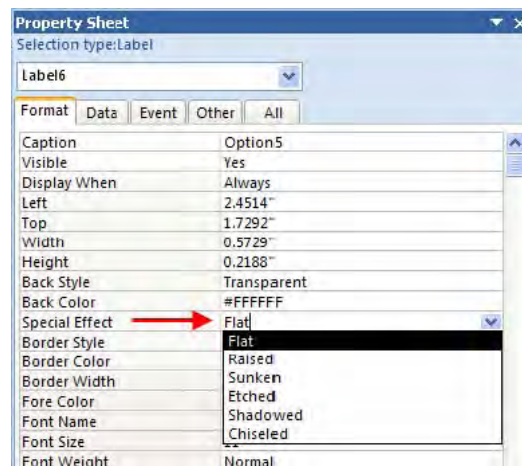 Property Sheet
Selection type:Label
Label6
Format Data Event Other All
Caption Option5
Visible Yes
Display When Always
Left 2.4514"
Top 1.7292"
Width 0.5729"
Height 0.2188"
Back Style Transparent
Back Color #FFFFFF
Special Effect Flat
Border Style Flat
Border Color Raised
Border Width Sunken
Fore Color Etched
Font Name Shadowed
Font Size Chiseled
Font Weight Normal